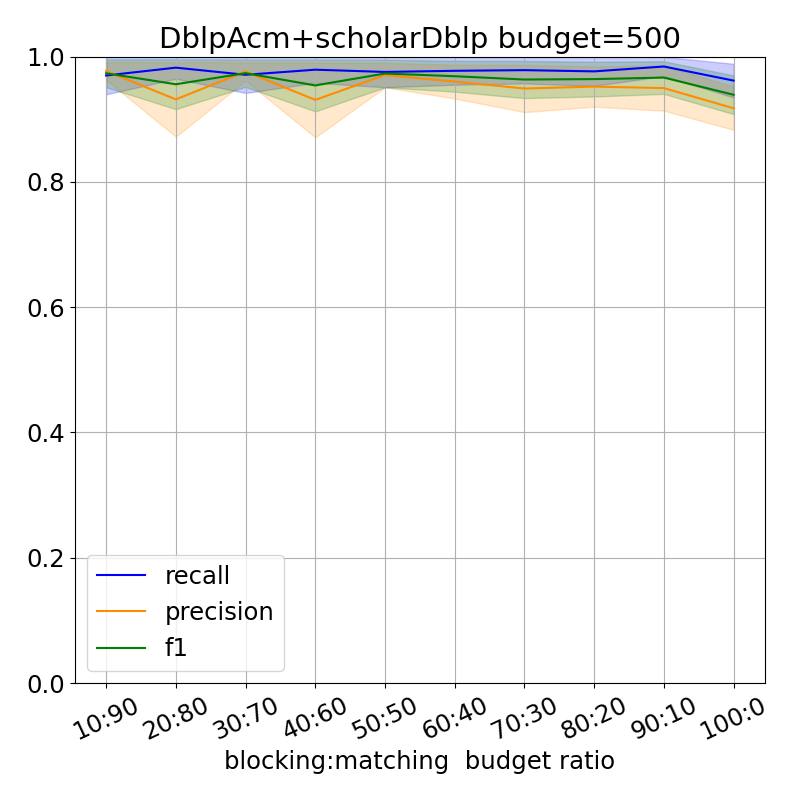 DblpAcm+scholarDblp budget=500
1.0
0.8
0.6
0.4
0.2
0.0
recall
precision
f1
10:90 20:80 30:70 40:60 50:50 60:40 70:30 80:20 90:10 100:0
blocking:matching  budget ratio